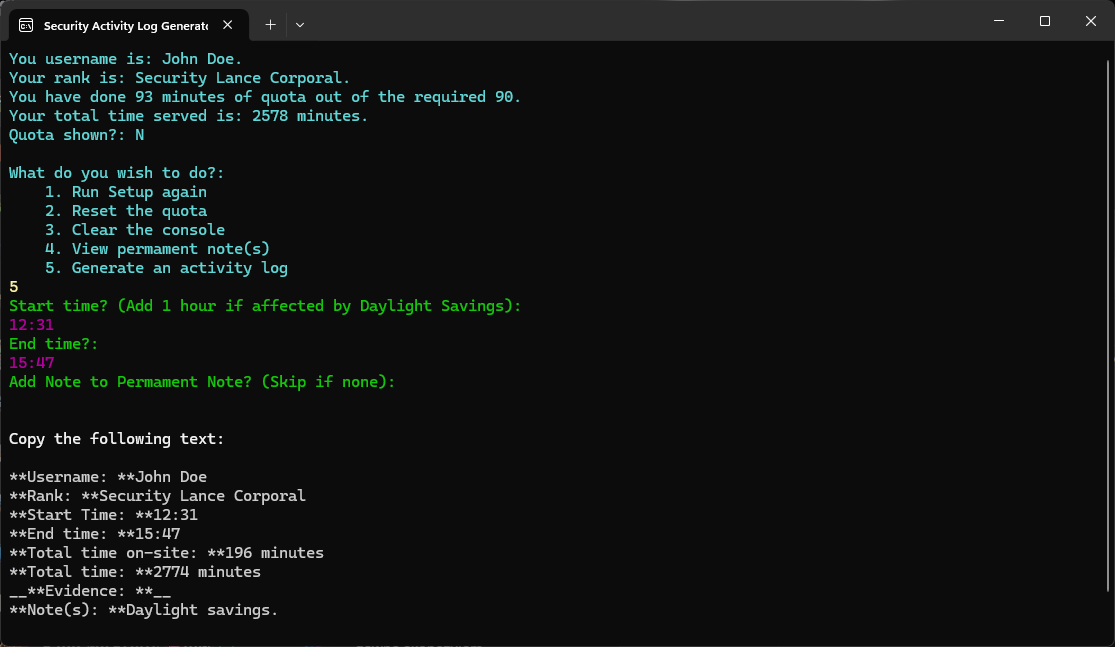 Security Activity Log Generato
You username is: John Doe.
Your rank is: Security Lance Corporal.
You have done 93 minutes of quota out of the required 90.
Your total time served is: 2578 minutes.
Quota shown?: N
What do you wish to do?:
1. Run Setup again
2. Reset the quota
3. Clear the console
4. View permament note(s)
5. Generate an activity log
5
Start time? (Add 1 hour if affected by Daylight Savings):
12:31
End time?:
15:47
Add Note to Permament Note? (Skip if none):
Copy the following text:
**Username: **John Doe
**Rank: **Security Lance Corporal
**Start Time: **12:31
**End time: **15:47
**Total time on-site: **196 minutes
**Total time: **2774 minutes
__**Evidence: **__
**Note(s): **Daylight savings.